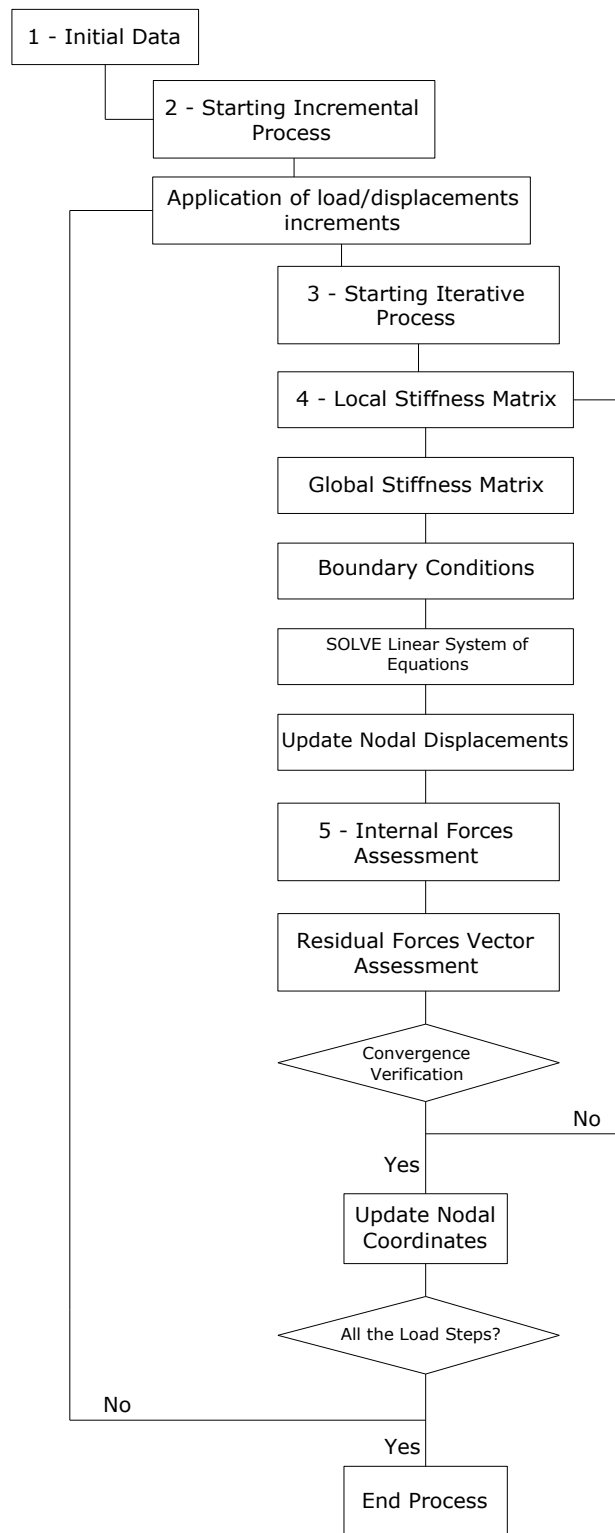 1 - Initial Data
2 - Starting Incremental
Process
Application of load/displacements
increments
3 - Starting Iterative
Process
4 - Local Stiffness Matrix
Global Stiffness Matrix
Boundary Conditions
SOLVE Linear System of
Equations
Update Nodal Displacements
5 - Internal Forces
Assessment
Residual Forces Vector
Assessment
Convergence
Verification
No
Yes
Update Nodal
Coordinates
All the Load Steps?
No
Yes
End Process